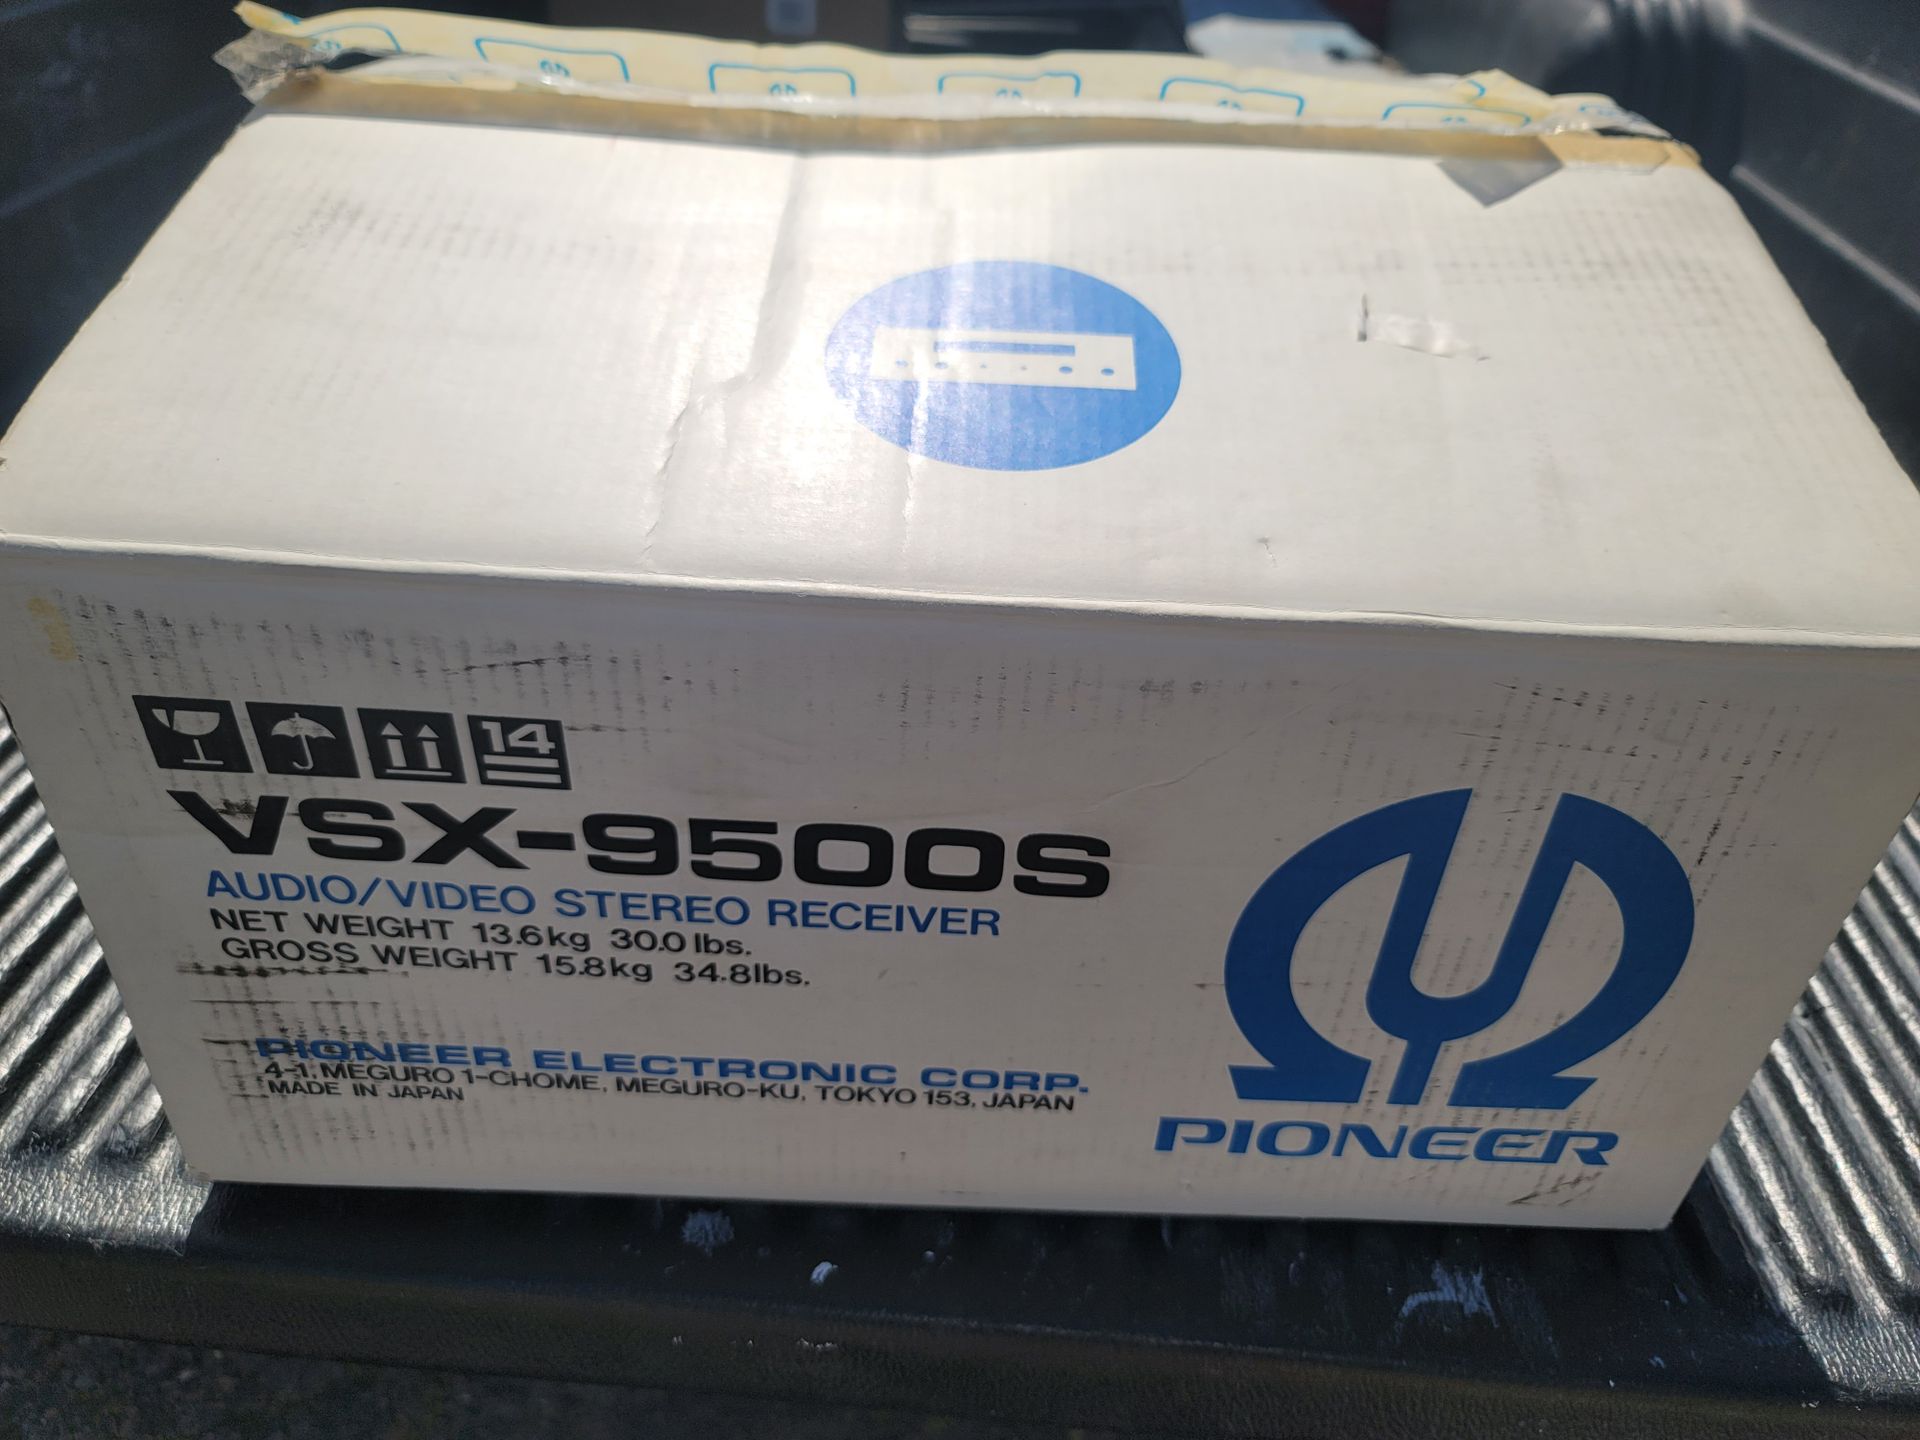 14
VSX-9500S
AUDIO/VIDEO STEREO RECEIVER
NET WEIGHT 13.6kg 30.0 lbs.
GROSS WEIGHT 15.8kg 34.8lbs.
PIONEER ELECTRONIC CORP.
4-1, MEGURO 1-CHOME, MEGURO-KU, TOKYO 153, JAPAN
MADE IN JAPAN
PIONEER